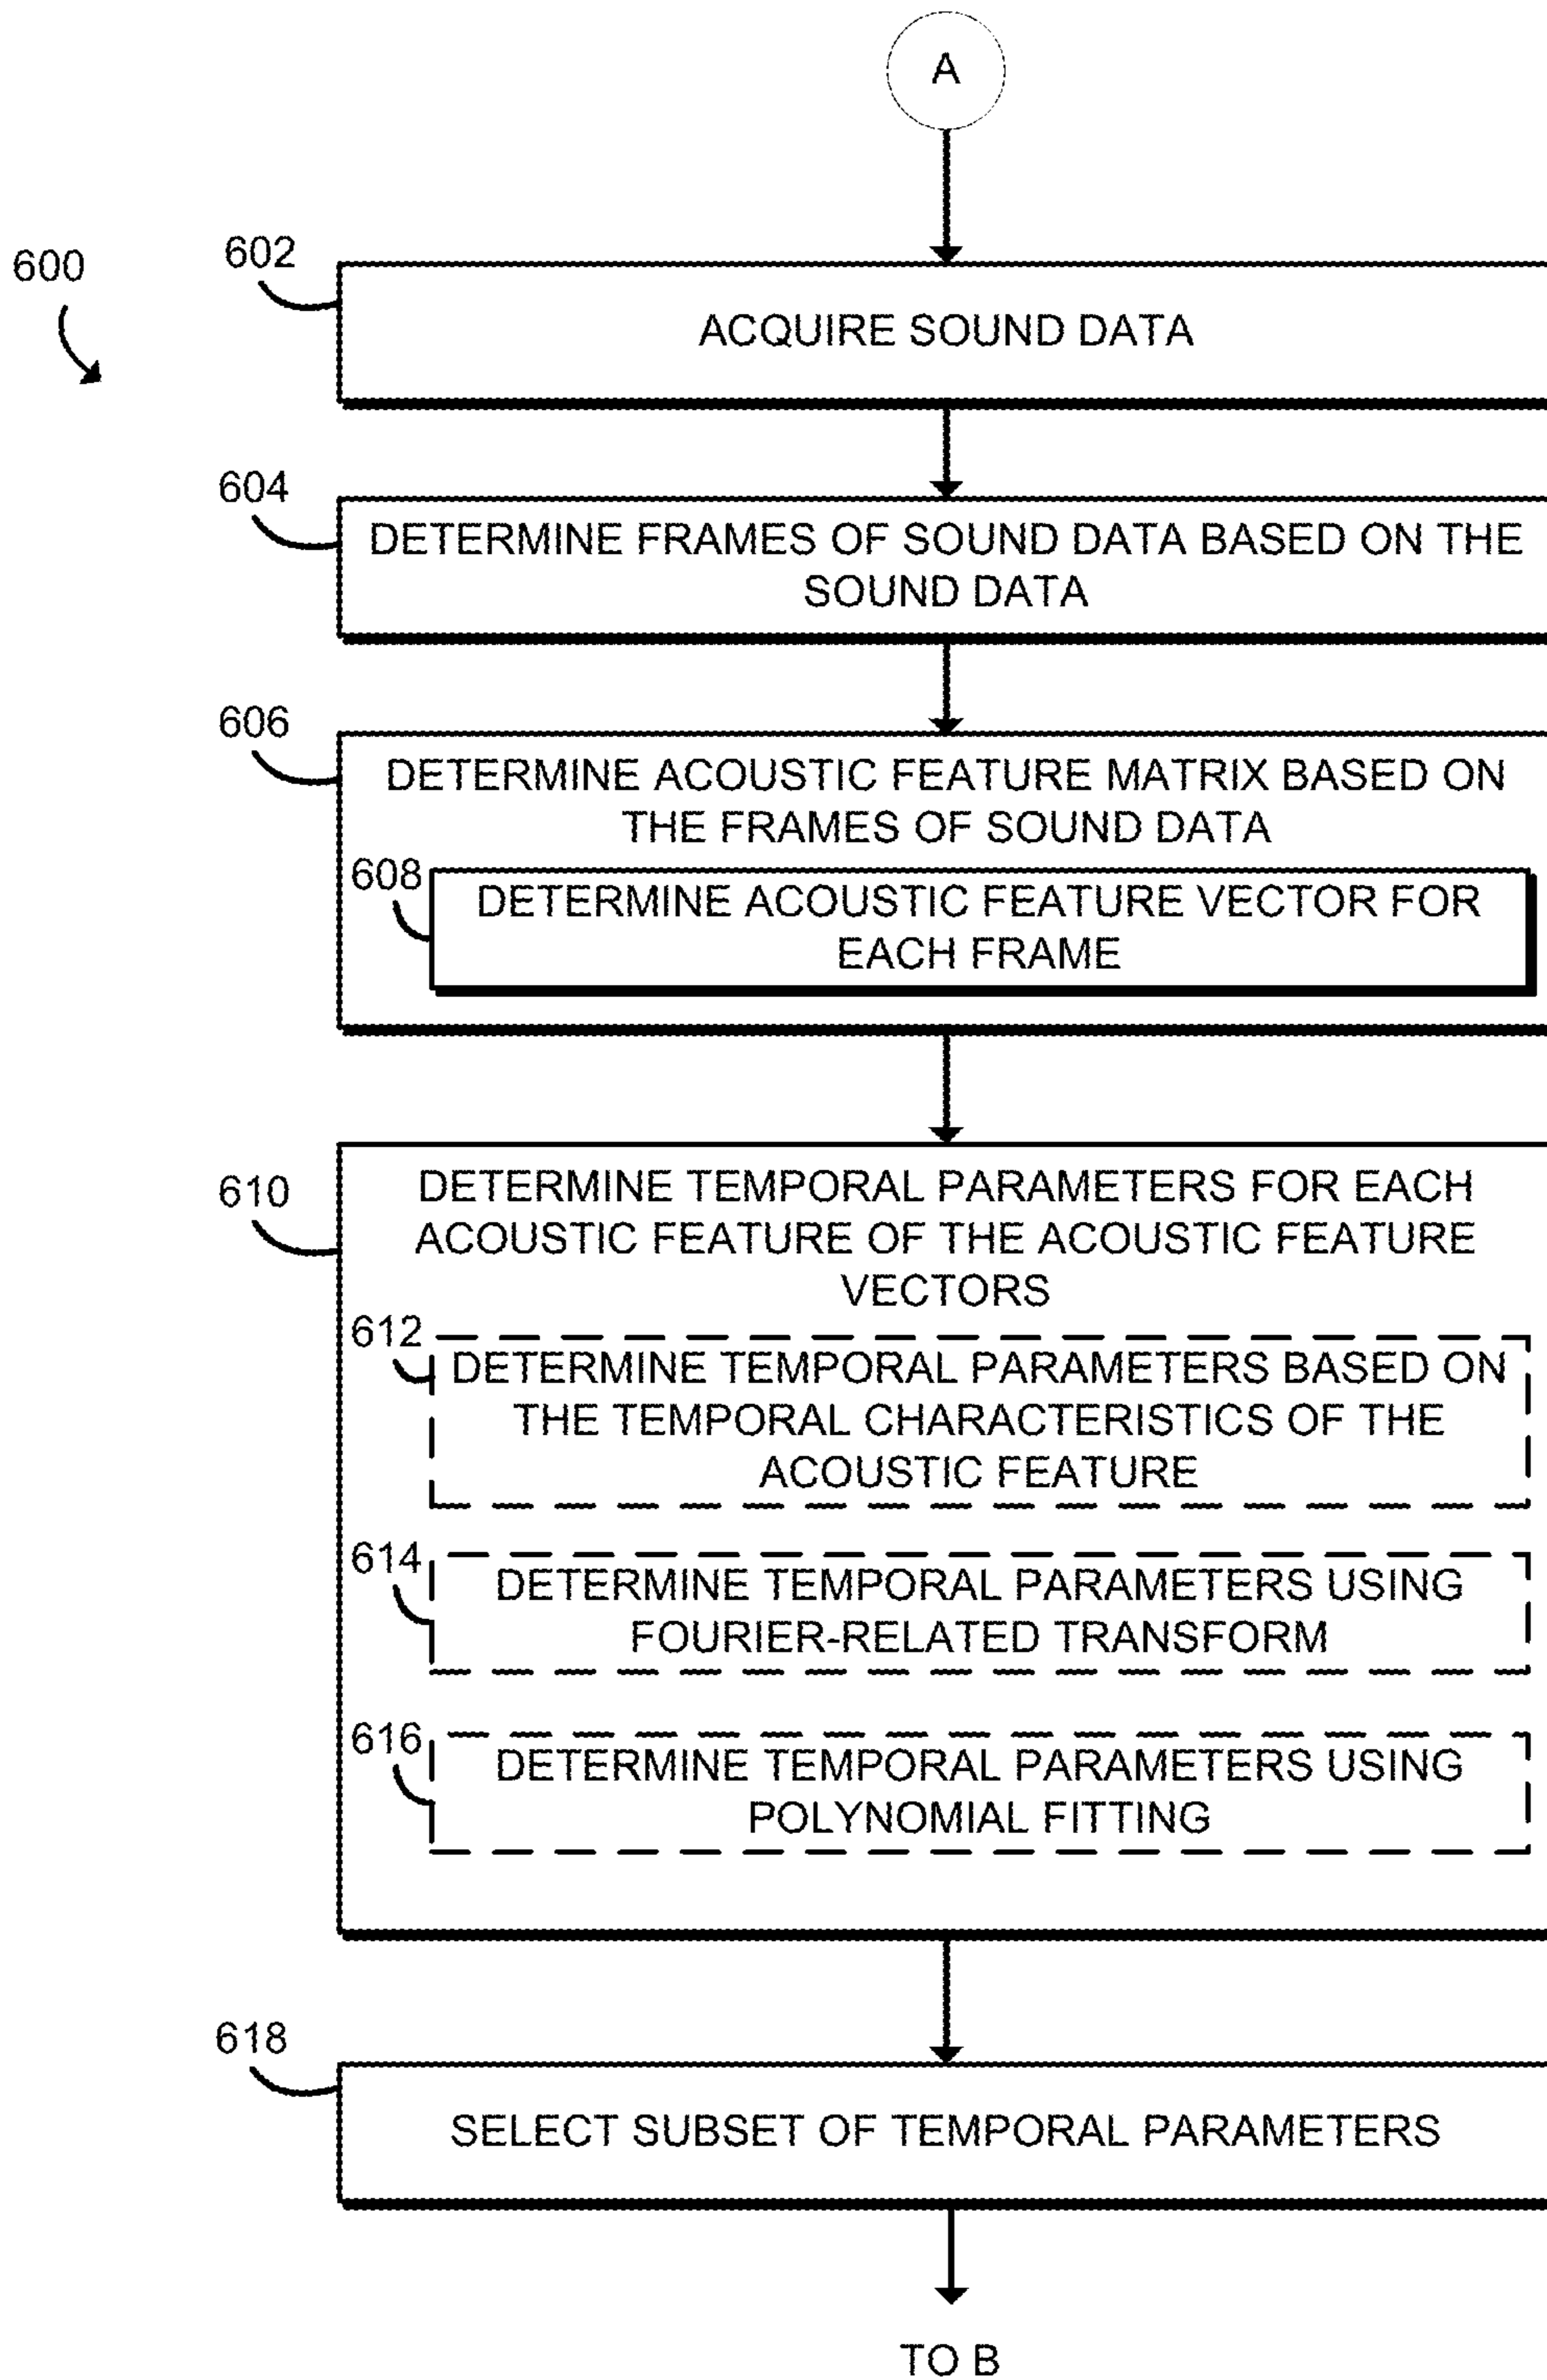 A
600
602
ACQUIRE SOUND DATA
604
DETERMINE FRAMES OF SOUND DATA BASED ON THE
SOUND DATA
606
DETERMINE ACOUSTIC FEATURE MATRIX BASED ON
THE FRAMES OF SOUND DATA
608
DETERMINE ACOUSTIC FEATURE VECTOR FOR
EACH FRAME
610
DETERMINE TEMPORAL PARAMETERS FOR EACH
ACOUSTIC FEATURE OF THE ACOUSTIC FEATURE
VECTORS
612
DETERMINE TEMPORAL PARAMETERS BASED ON
THE TEMPORAL CHARACTERISTICS OF THE
ACOUSTIC FEATURE
614
DETERMINE TEMPORAL PARAMETERS USING
FOURIER-RELATED TRANSFORM
616
DETERMINE TEMPORAL PARAMETERS USING
POLYNOMIAL FITTING
618
SELECT SUBSET OF TEMPORAL PARAMETERS
TO B